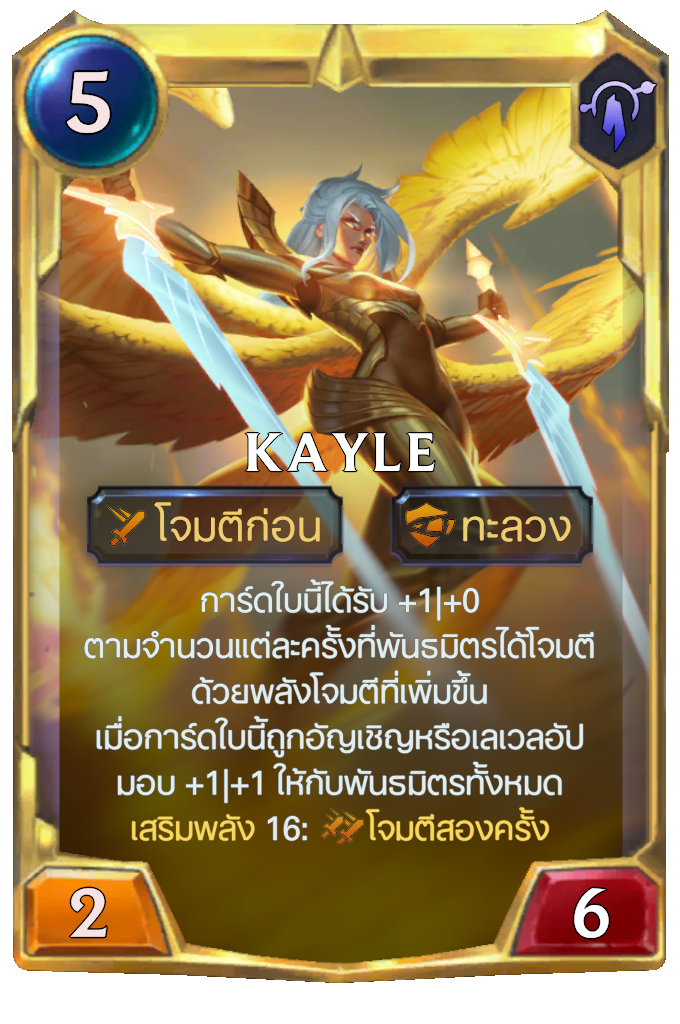 5
KAYLE
โจมตีก่อน ทะลวง
การ์ดใบนี้ได้รับ +1|+0
ตามจำนวนแต่ละครั้งที่พันธมิตรได้โจมตี
ด้วยพลังโจมตีที่เพิ่มขึ้น
เมื่อการ์ดใบนี้ถูกอัญเชิญหรือเลเวลอัป
มอบ +1|+1 ให้กับพันธมิตรทั้งหมด
เสริมพลัง 16: โจมตีสองครั้ง
2 6